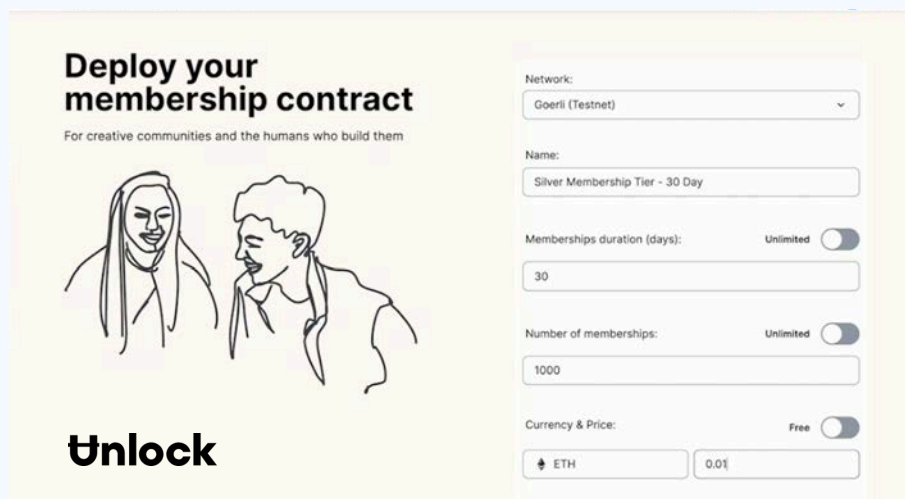 Deploy your
membership contract
For creative communities and the humans who build them
Unlock
Network:
Goerli (Testnet)
Name:
Silver Membership Tier - 30 Day
Memberships duration (days):
Unlimited
30
Number of memberships:
Unlimited
1000
Currency & Price:
Free
ETH
0.01